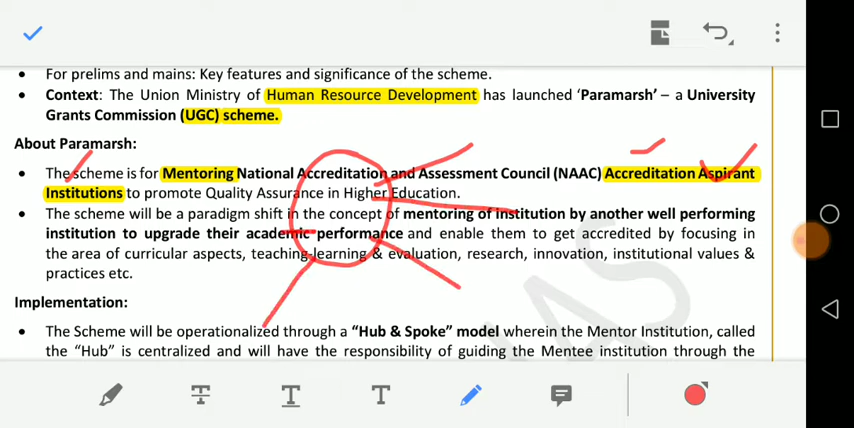 • For prelims and mains: Key features and significance of the scheme.
• Context: The Union Ministry of Human Resource Development has launched ‘Paramarsh’ – a University
Grants Commission (UGC) scheme.
About Paramarsh:
• The scheme is for Mentoring National Accreditation and Assessment Council (NAAC) Accreditation Aspirant
Institutions to promote Quality Assurance in Higher Education.
• The scheme will be a paradigm shift in the concept of mentoring of institution by another well performing
institution to upgrade their academic performance and enable them to get accredited by focusing in
the area of curricular aspects, teaching-learning & evaluation, research, innovation, institutional values &
practices etc.
Implementation:
• The Scheme will be operationalized through a “Hub & Spoke” model wherein the Mentor Institution, called
the “Hub” is centralized and will have the responsibility of guiding the Mentee institution through the
IAS
T T T